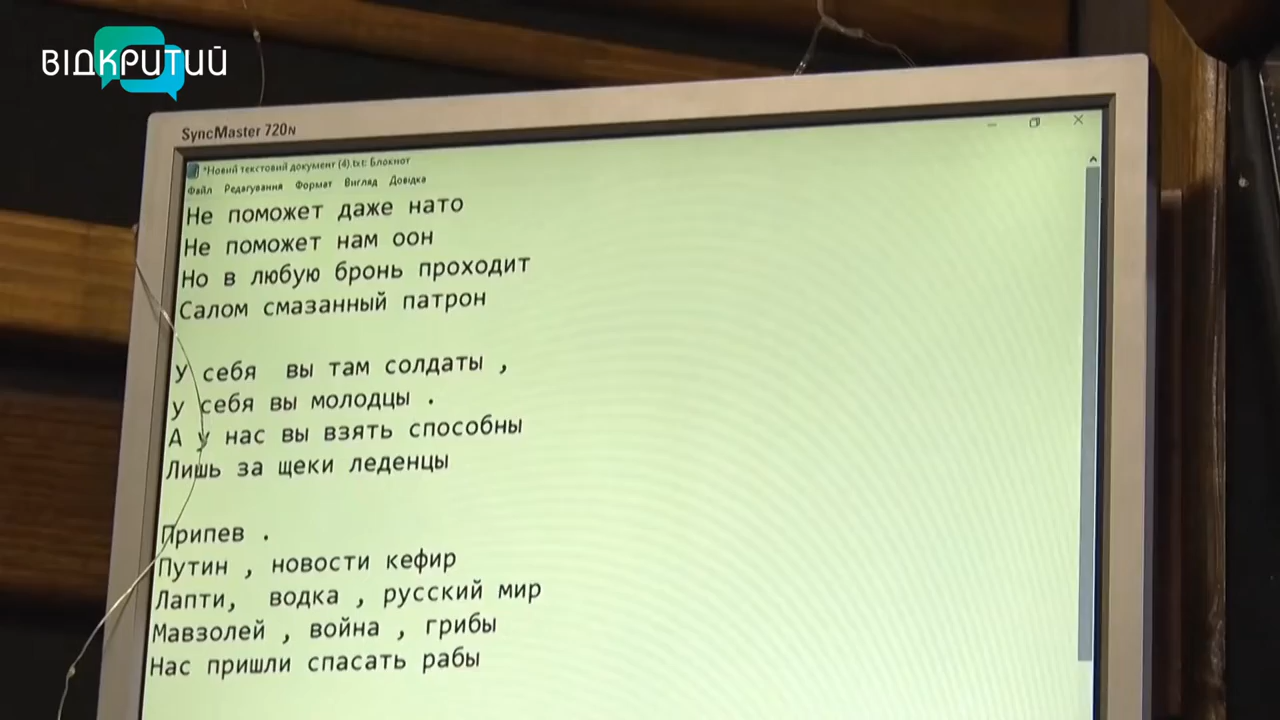 ВІДКРИТИЙ
SyncMaster 720N
*Новий текстовий документ (4).txt: Блокнот
Файл Редагування Формат Вигляд Довідка
Не поможет даже нато
Не поможет нам оон
Но в любую бронь проходит
Салом смазанный патрон
У себя вы там солдаты ,
у себя вы молодцы .
А у нас вы взять способны
Лишь за щеки леденцы
Припев .
Путин , новости кефир
Лапти, водка , русский мир
Мавзолей , война , грибы
Нас пришли спасать рабы